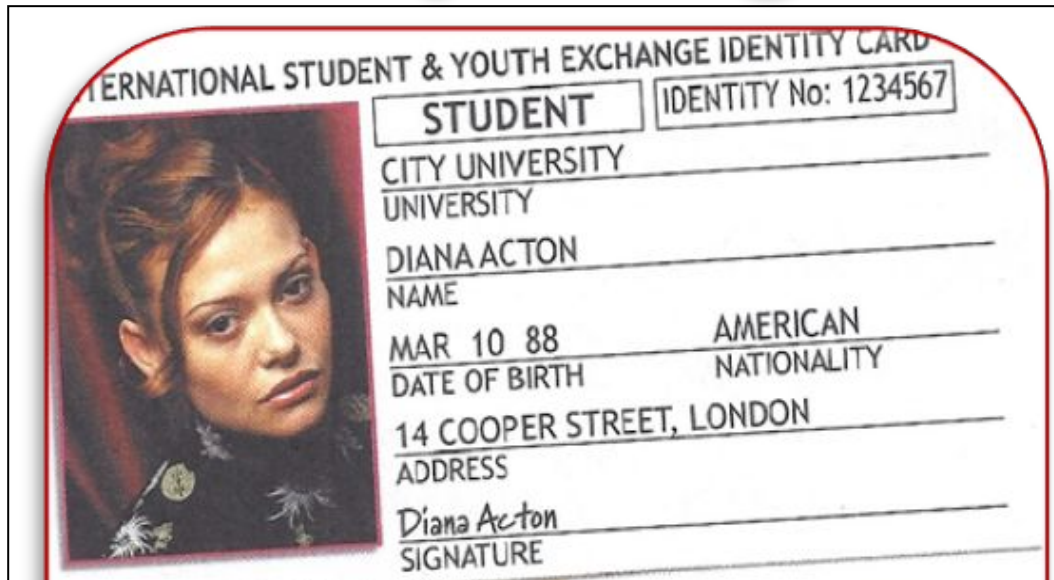 TERNATIONAL STUDENT & YOUTH EXCHANGE IDENTITY CARD
STUDENT IDENTITY No: 1234567
CITY UNIVERSITY
UNIVERSITY
DIANA ACTON
NAME
MAR 10 88 AMERICAN
DATE OF BIRTH NATIONALITY
14 COOPER STREET, LONDON
ADDRESS
Diana Acton
SIGNATURE